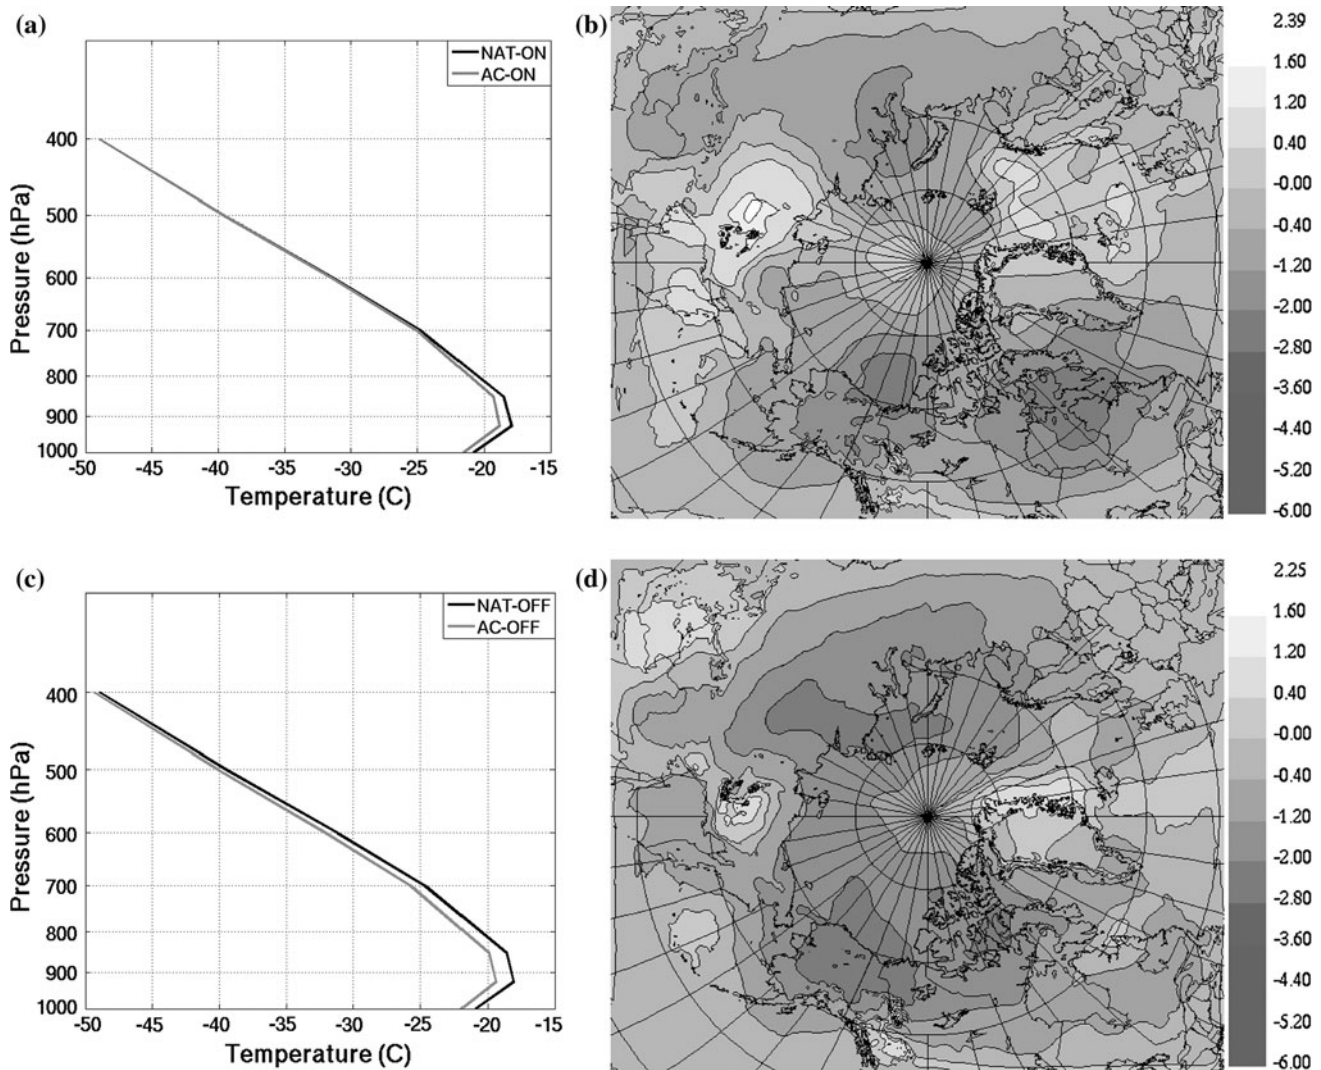 (a)
NAT-ON
AC-ON
400
500
600
700
800
900
1000
Pressure (hPa)
-50 -45 -40 -35 -30 -25 -20 -15
Temperature (C)
(b)
2.39
1.60
1.20
0.40
-0.00
-0.40
-1.20
-2.00
-2.80
-3.60
-4.40
-5.20
-6.00
(c)
NAT-OFF
AC-OFF
400
500
600
700
800
900
1000
Pressure (hPa)
-50 -45 -40 -35 -30 -25 -20 -15
Temperature (C)
(d)
2.25
1.60
1.20
0.40
-0.00
-0.40
-1.20
-2.00
-2.80
-3.60
-4.40
-5.20
-6.00